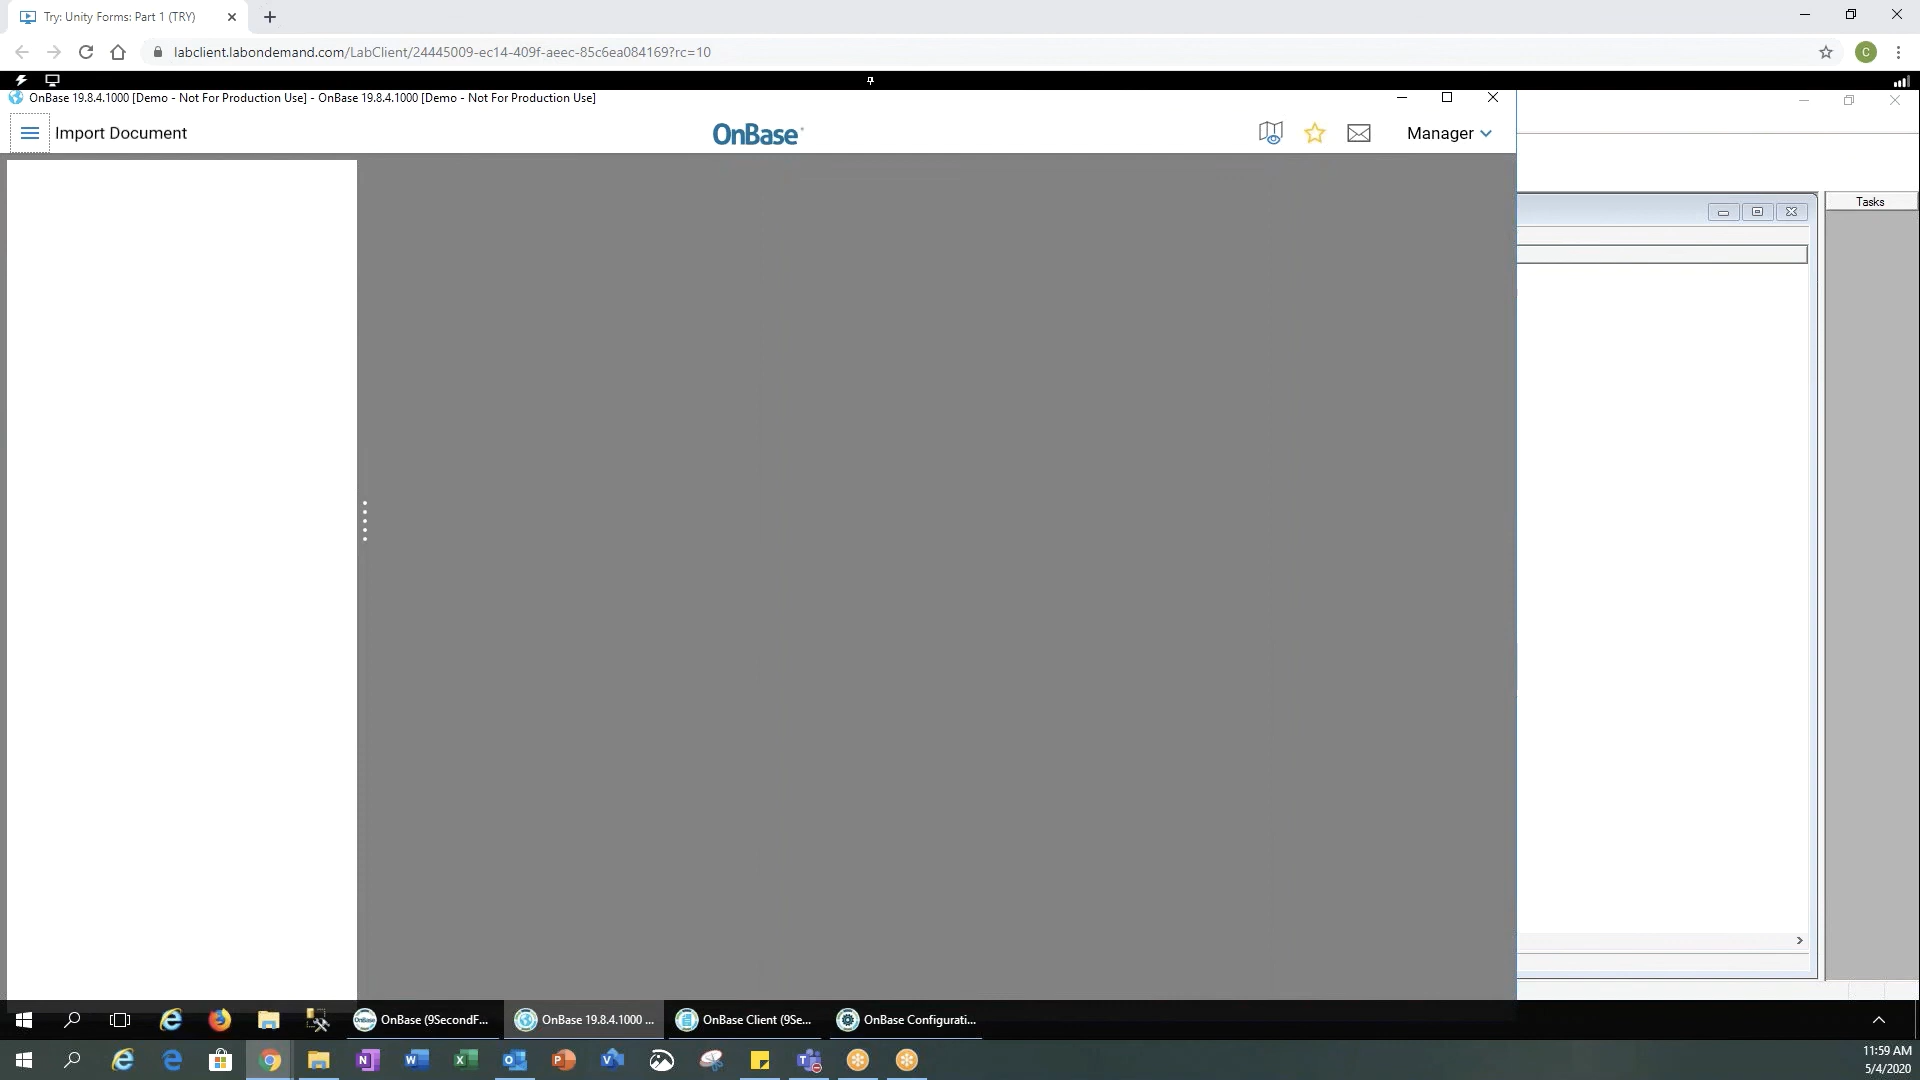 Try: Unity Forms: Part 1 (TRY)
labclient.labondemand.com/LabClient/24445009-ec14-409f-aeec-85c6ea084169?rc=10
C
OnBase 19.8.4.1000 [Demo - Not For Production Use] - OnBase 19.8.4.1000 [Demo - Not For Production Use]
Import Document
OnBase
Manager
Tasks
OnBase (9SecondF...
OnBase 19.8.4.1000 ...
OnBase Client (9Se...
OnBase Configurati...
11:59 AM
5/4/2020